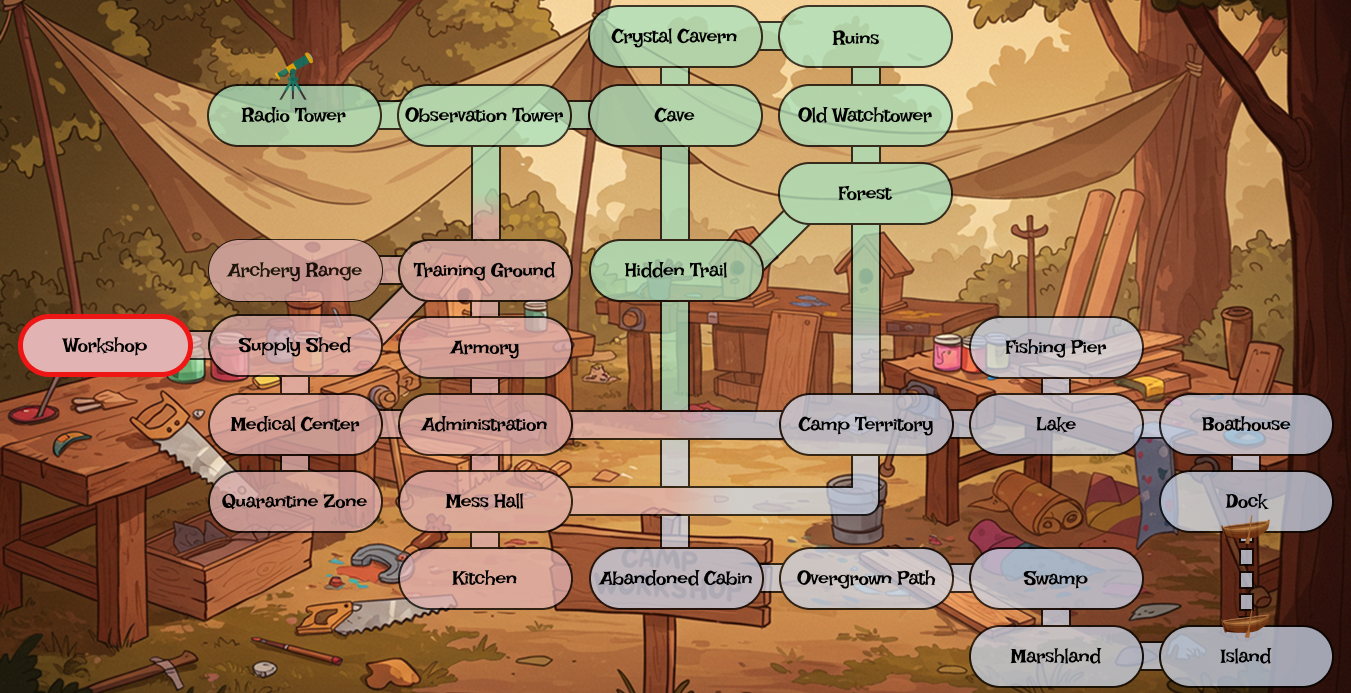 Crystal Cavern
Ruins
Radio Tower
Observation Tower
Cave
Old Watchtower
Forest
Archery Range
Training Ground
Hidden Trail
Workshop
Supply Shed
Armory
Fishing Pier
Medical Center
Administration
Camp Territory
Lake
Boathouse
Quarantine Zone
Mess Hall
Dock
CAMP
WORKSHOP
Kitchen
Abandoned Cabin
Overgrown Path
Swamp
Marshland
Island